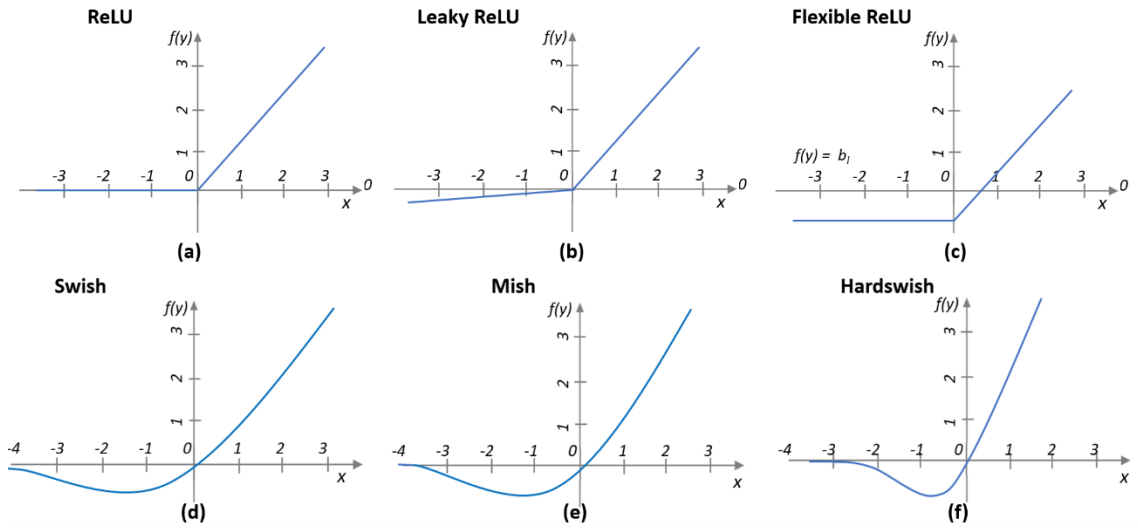 ReLU
f(y)
3
2
1
-3 -2 -1 0 1 2 3 0
x
(a)
Leaky ReLU
f(y)
3
2
1
-3 -2 -1 0 1 2 3 0
x
(b)
Flexible ReLU
f(y)
3
2
1
f(y) = bₗ
-3 -2 -1 0 1 2 3 0
x
(c)
Swish
f(y)
3
2
1
-4 -3 -2 -1 0 1 2 3
x
(d)
Mish
f(y)
3
2
1
-4 -3 -2 -1 0 1 2 3
x
(e)
Hardswish
f(y)
3
2
1
-4 -3 -2 -1 0 1 2 3
x
(f)